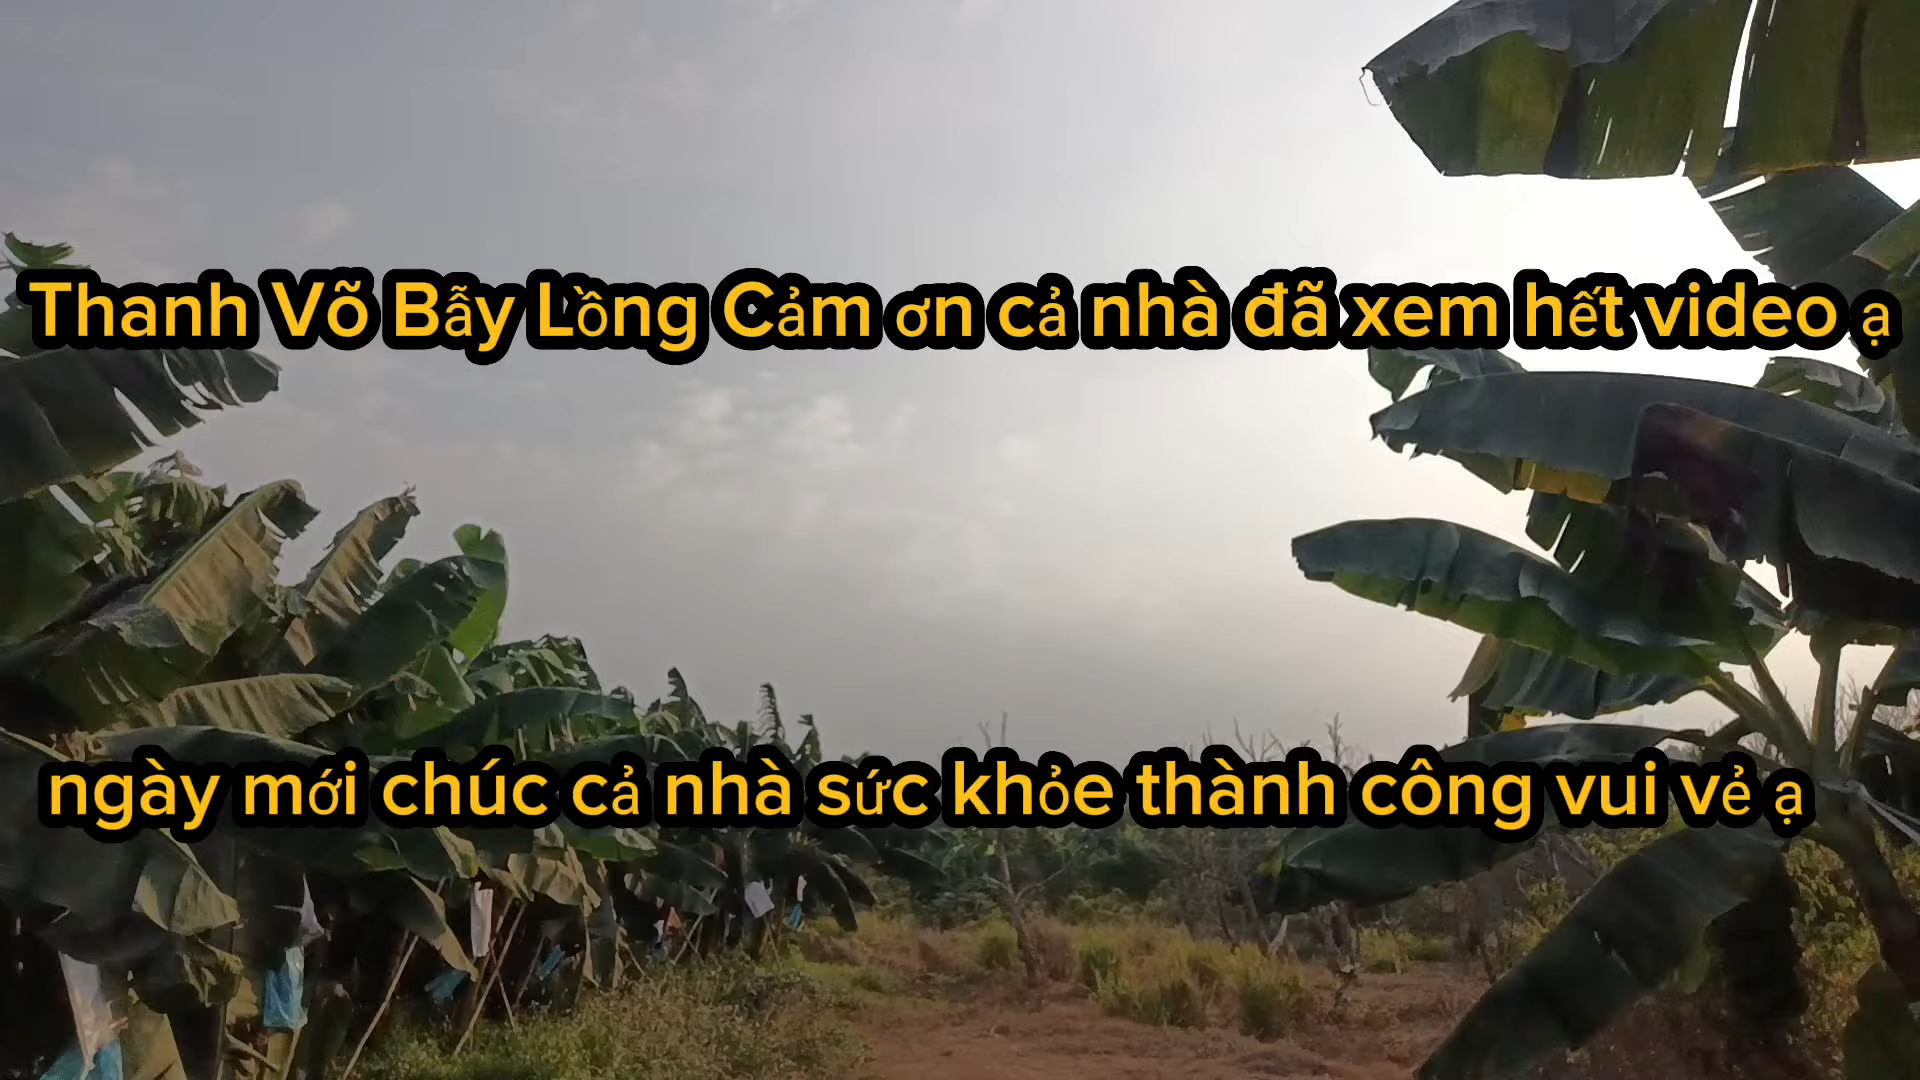 Thanh Võ Bẫy Lồng Cảm ơn cả nhà đã xem hết video ạ
ngày mới chúc cả nhà sức khỏe thành công vui vẻ ạ